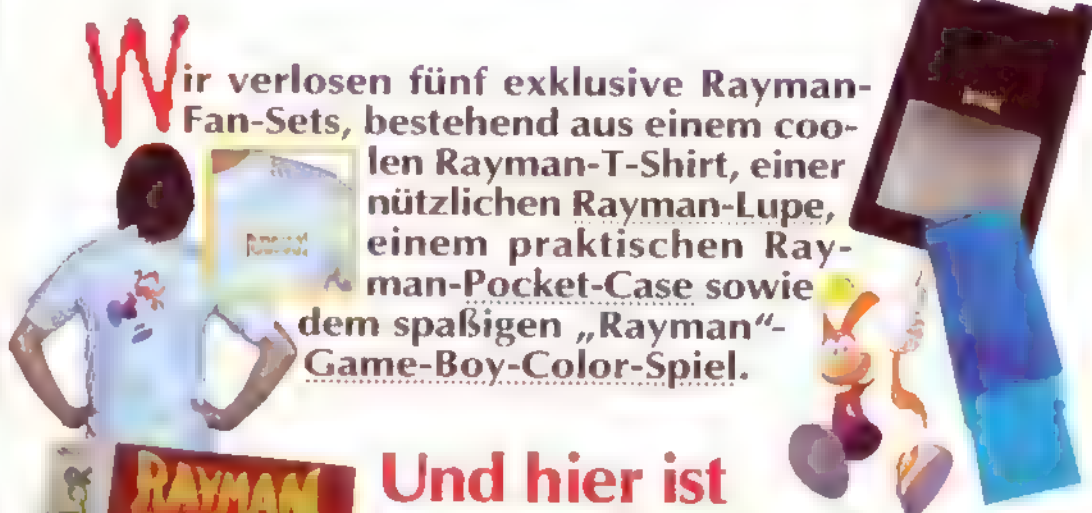 Wir verlosen fünf exklusive Rayman-
Fan-Sets, bestehend aus einem coo-
len Rayman-T-Shirt, einer
nützlichen Rayman-Lupe,
einem praktischen Ray-
man-Pocket-Case sowie
dem spaßigen „Rayman“-
Game-Boy-Color-Spiel.
RAYMAN
Und hier ist